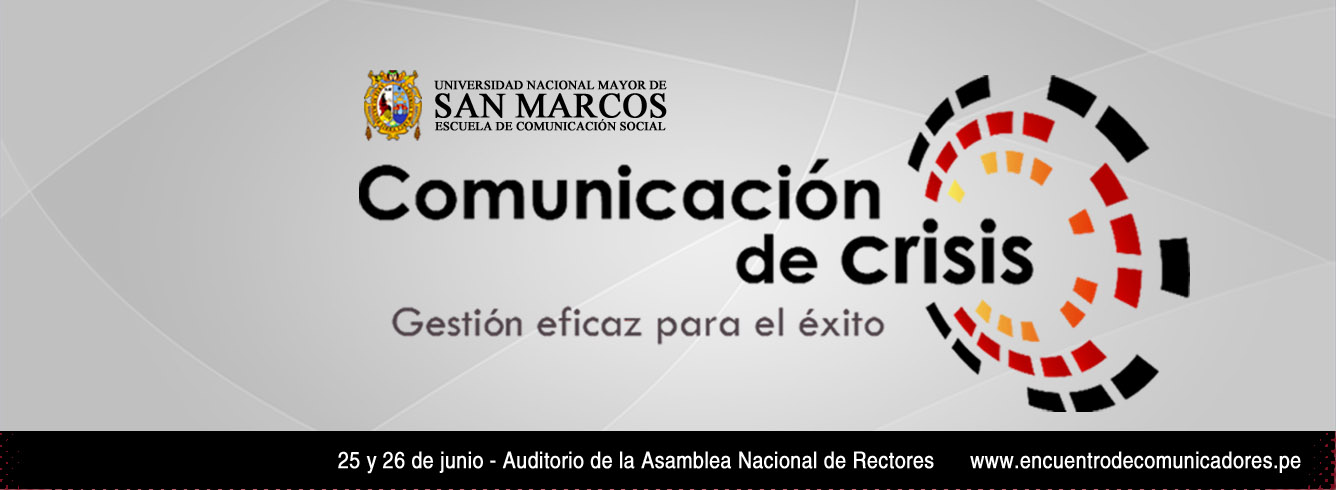 UNIVERSIDAD NACIONAL MAYOR DE
SAN MARCOS
ESCUELA DE COMUNICACIÓN SOCIAL
Comunicación
de crisis
Gestión eficaz para el éxito
25 y 26 de junio - Auditorio de la Asamblea Nacional de Rectores www.encuentrodecomunicadores.pe